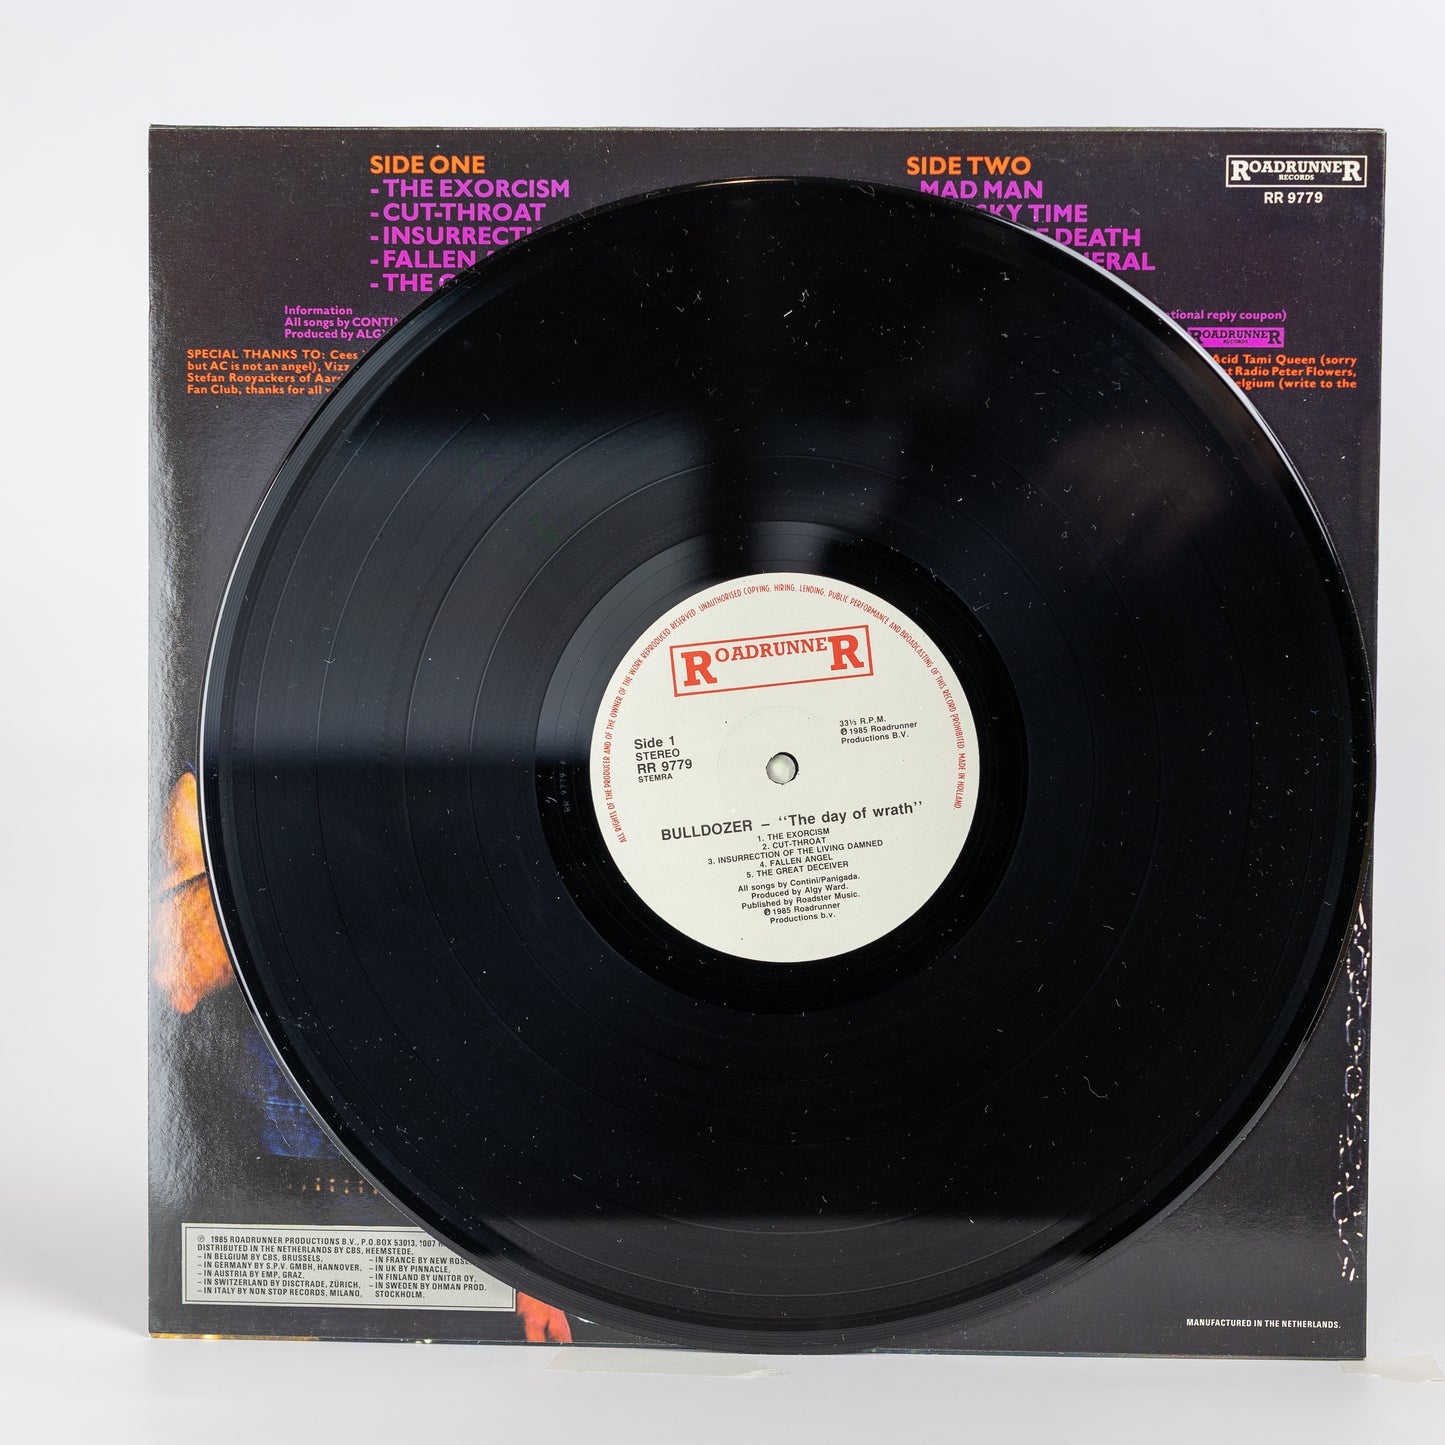 SIDE ONE
- THE EXORCISM
- CUT-THROAT
- INSURRECTI
- FALLEN
- THE
SIDE TWO
MAD MAN
KY TIME
DEATH
ERAL
ROADRUNNER
RECORDS
RR 9779
Information
All songs by CONTIN
Produced by ALGY
tional reply coupon)
ROADRUNNER
RECORDS
SPECIAL THANKS TO: Cees
but AC is not an angel), Vizz
Stefan Rooyackers of Aar
Fan Club, thanks for all
Acid Tami Queen (sorry
t Radio Peter Flowers,
elgium (write to the
ALL RIGHTS OF THE PRODUCER AND OF THE OWNER OF THE WORK REPRODUCED RESERVED. UNAUTHORISED COPYING, HIRING, LENDING, PUBLIC PERFORMANCE AND BROADCASTING OF THIS RECORD PROHIBITED. MADE IN HOLLAND
ROADRUNNER
Side 1
STEREO
RR 9779
STEMRA
33⅓ R.P.M.
℗ 1985 Roadrunner
Productions B.V.
RR 9779
BULLDOZER – "The day of wrath"
1. THE EXORCISM
2. CUT-THROAT
3. INSURRECTION OF THE LIVING DAMNED
4. FALLEN ANGEL
5. THE GREAT DECEIVER
All songs by Contini/Panigada.
Produced by Algy Ward.
Published by Roadster Music.
℗ 1985 Roadrunner
Productions b.v.
℗ 1985 ROADRUNNER PRODUCTIONS B.V., P.O.BOX 53013. 1007
DISTRIBUTED IN THE NETHERLANDS BY CBS, HEEMSTEDE,
– IN BELGIUM BY CBS, BRUSSELS,
– IN GERMANY BY S.P.V. GMBH, HANNOVER,
– IN AUSTRIA BY EMP, GRAZ,
– IN SWITZERLAND BY DISCTRADE, ZÜRICH,
– IN ITALY BY NON STOP RECORDS, MILANO,
– IN FRANCE BY NEW ROSE,
– IN UK BY PINNACLE,
– IN FINLAND BY UNITOR OY,
– IN SWEDEN BY OHMAN PROD.
STOCKHOLM.
MANUFACTURED IN THE NETHERLANDS.